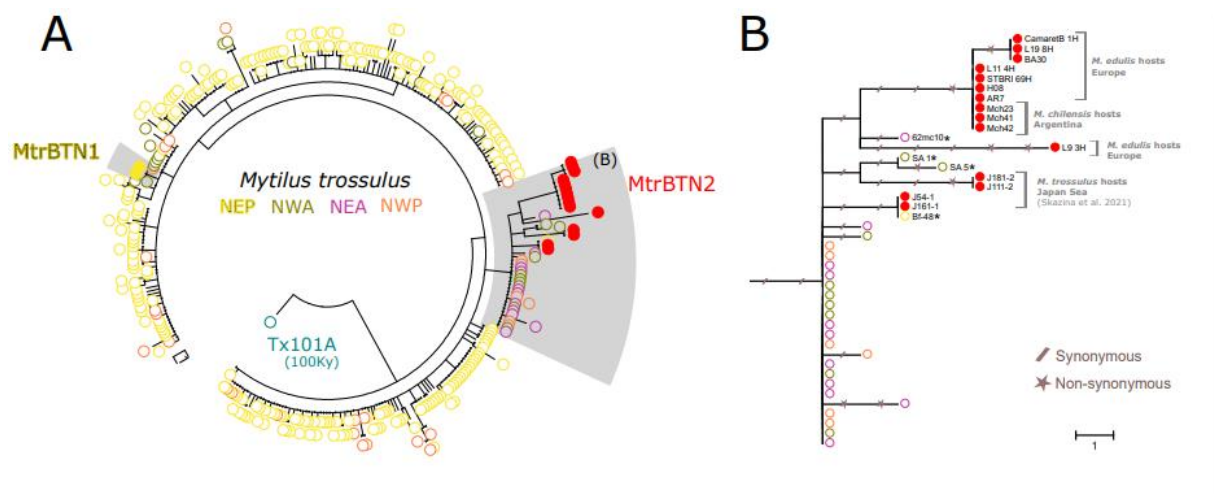 A
MtrBTN1
Mytilus trossulus
NEP NWA NEA NWP
Tx101A
(100Ky)
(B)
MtrBTN2
B
CamaretB 1H
L19 8H
BA30
M. edulis hosts
Europe
L11 4H
STBRI 69H
H08
AR7
Mch23
Mch41
Mch42
M. chilensis hosts
Argentina
62mc10★
L9 3H
M. edulis hosts
Europe
SA 1★
SA 5★
J181-2
J111-2
M. trossulus hosts
Japan Sea
(Skazina et al. 2021)
J54-1
J161-1
Bf-48★
Synonymous
Non-synonymous
1